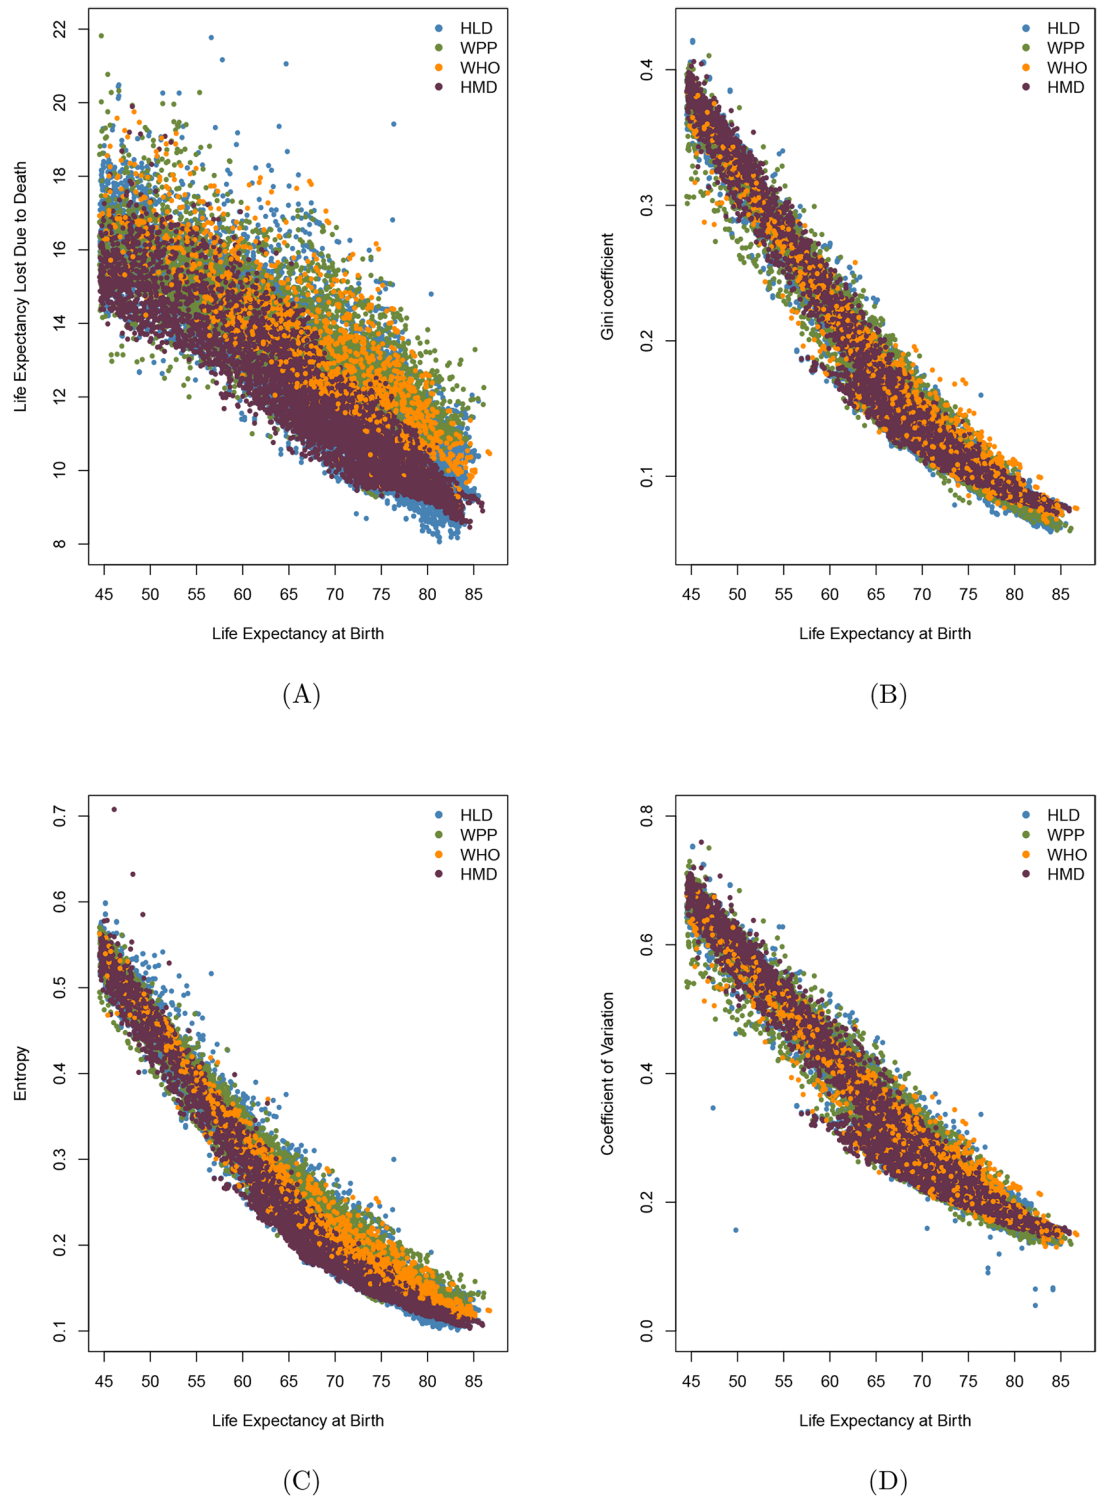 HLD
WPP
WHO
HMD
22
20
18
16
14
12
10
8
Life Expectancy Lost Due to Death
45 50 55 60 65 70 75 80 85
Life Expectancy at Birth
(A)
HLD
WPP
WHO
HMD
0.4
0.3
0.2
0.1
Gini coefficient
45 50 55 60 65 70 75 80 85
Life Expectancy at Birth
(B)
HLD
WPP
WHO
HMD
0.7
0.6
0.5
0.4
0.3
0.2
0.1
Entropy
45 50 55 60 65 70 75 80 85
Life Expectancy at Birth
(C)
HLD
WPP
WHO
HMD
0.8
0.6
0.4
0.2
0.0
Coefficient of Variation
45 50 55 60 65 70 75 80 85
Life Expectancy at Birth
(D)